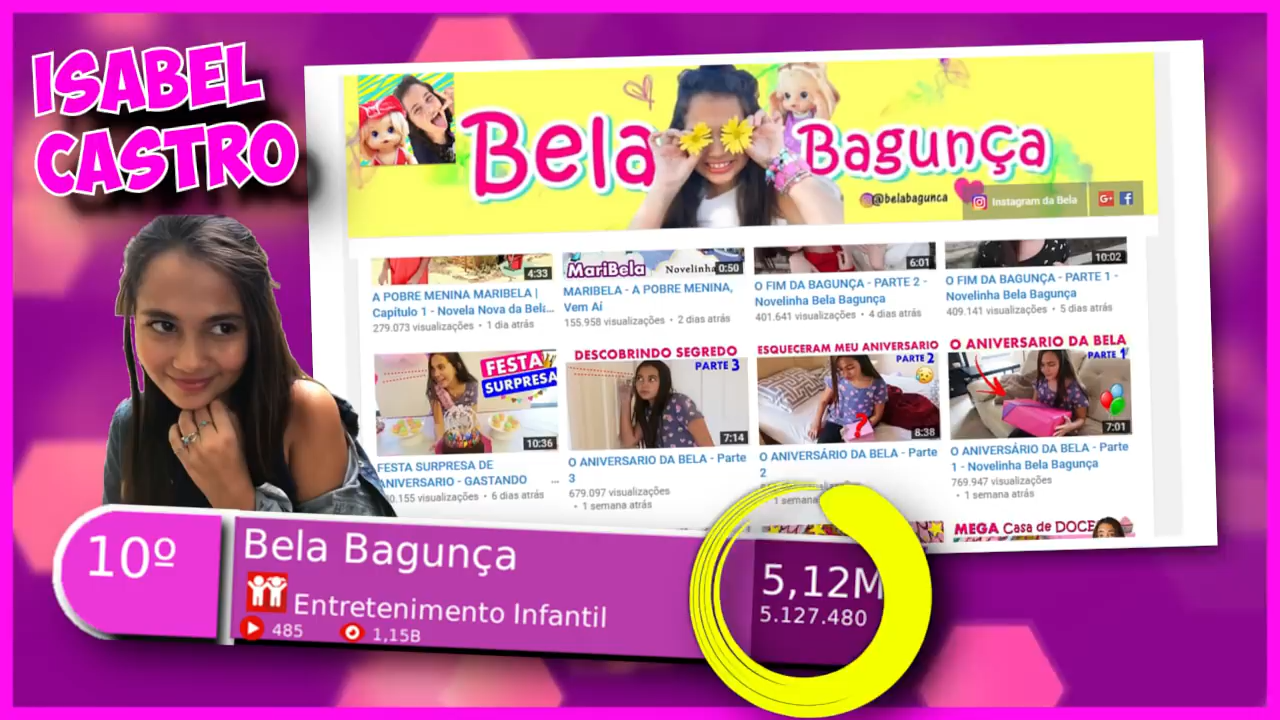 ISABEL
CASTRO
Bela Bagunça
@belabagunca
Instagram da Bela
G+ f
4:33
MariBela Novelinha 0:50
6:01
10:02
A POBRE MENINA MARIBELA |
Capítulo 1 - Novela Nova da Bela...
279.073 visualizações • 1 dia atrás
MARIBELA - A POBRE MENINA,
Vem Aí
155.958 visualizações • 2 dias atrás
O FIM DA BAGUNÇA - PARTE 2 -
Novelinha Bela Bagunça
401.641 visualizações • 4 dias atrás
O FIM DA BAGUNÇA - PARTE 1 -
Novelinha Bela Bagunça
409.141 visualizações • 5 dias atrás
FESTA
SURPRESA
10:36
DESCOBRINDO SEGREDO
PARTE 3
7:14
ESQUECERAM MEU ANIVERSARIO
PARTE 2
?
8:38
O ANIVERSARIO DA BELA
PARTE 1
7:01
FESTA SURPRESA DE
ANIVERSARIO - GASTANDO ...
0.155 visualizações • 6 dias atrás
O ANIVERSARIO DA BELA - Parte
3
679.097 visualizações
• 1 semana atrás
O ANIVERSÁRIO DA BELA - Parte
2
• 1 semana atrás
O ANIVERSÁRIO DA BELA - Parte
1 - Novelinha Bela Bagunça
769.947 visualizações
• 1 semana atrás
MEGA Casa de DOCE
10º
Bela Bagunça
Entretenimento Infantil
485 1,15B
5,12M
5.127.480